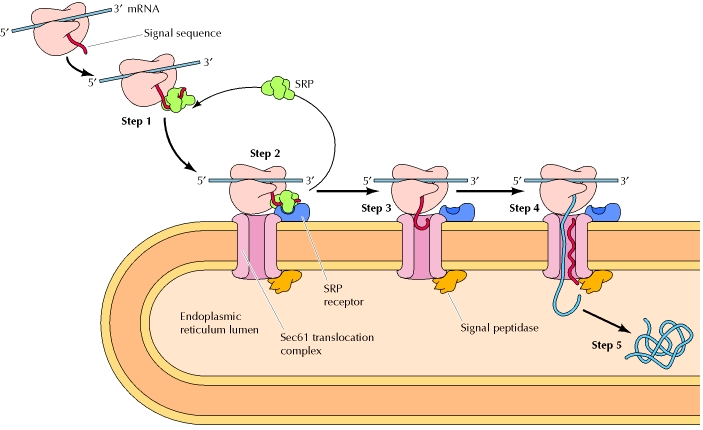 3’ mRNA
5’
Signal sequence
3’
5’
SRP
Step 1
Step 2
5’
3’
5’
3’
5’
3’
Step 3
Step 4
SRP
receptor
Endoplasmic
reticulum lumen
Signal peptidase
Sec61 translocation
complex
Step 5